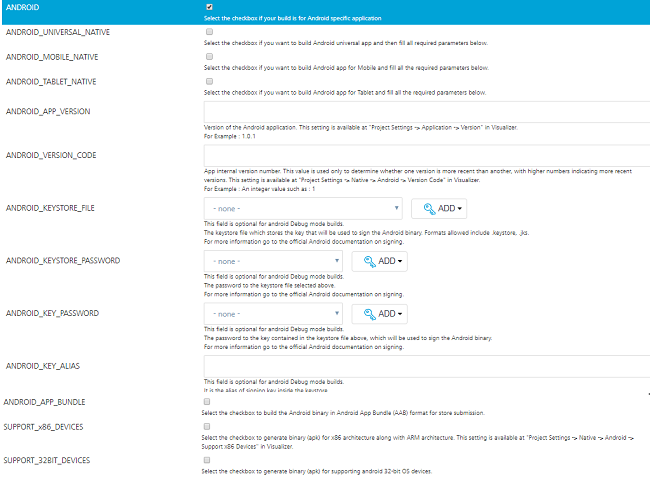 ANDROID
Select the checkbox if your build is for Android specific application
ANDROID_UNIVERSAL_NATIVE
Select the checkbox if you want to build Android universal app and then fill all required parameters below.
ANDROID_MOBILE_NATIVE
Select the checkbox if you want to build Android app for Mobile and fill all the required parameters below.
ANDROID_TABLET_NATIVE
Select the checkbox if you want to build Android app for Tablet and fill all the required parameters below.
ANDROID_APP_VERSION
Version of the Android application. This setting is available at "Project Settings -> Application -> Version" in Visualizer.
For Example : 1.0.1
ANDROID_VERSION_CODE
App internal version number. This value is used only to determine whether one version is more recent than another, with higher numbers indicating more recent
versions. This setting is available at "Project Settings -> Native -> Android -> Version Code" in Visualizer.
For Example : An integer value such as : 1
ANDROID_KEYSTORE_FILE
- none -
ADD
This field is optional for android Debug mode builds.
The keystore file which stores the key that will be used to sign the Android binary. Formats allowed include .keystore, .jks.
For more information go to the official Android documentation on signing.
ANDROID_KEYSTORE_PASSWORD
- none -
ADD
This field is optional for android Debug mode builds.
The password to the keystore file selected above.
For more information go to the official Android documentation on signing.
ANDROID_KEY_PASSWORD
- none -
ADD
This field is optional for android Debug mode builds.
The password to the key contained in the keystore file above, which will be used to sign the Android binary.
For more information go to the official Android documentation on signing.
ANDROID_KEY_ALIAS
This field is optional for android Debug mode builds.
It is the alias of signing key inside the keystore
ANDROID_APP_BUNDLE
Select the checkbox to build the Android binary in Android App Bundle (AAB) format for store submission.
SUPPORT_x86_DEVICES
Select the checkbox to generate binary (apk) for x86 architecture along with ARM architecture. This setting is available at "Project Settings -> Native -> Android ->
Support x86 Devices" in Visualizer.
SUPPORT_32BIT_DEVICES
Select the checkbox to generate binary (apk) for supporting android 32-bit OS devices.